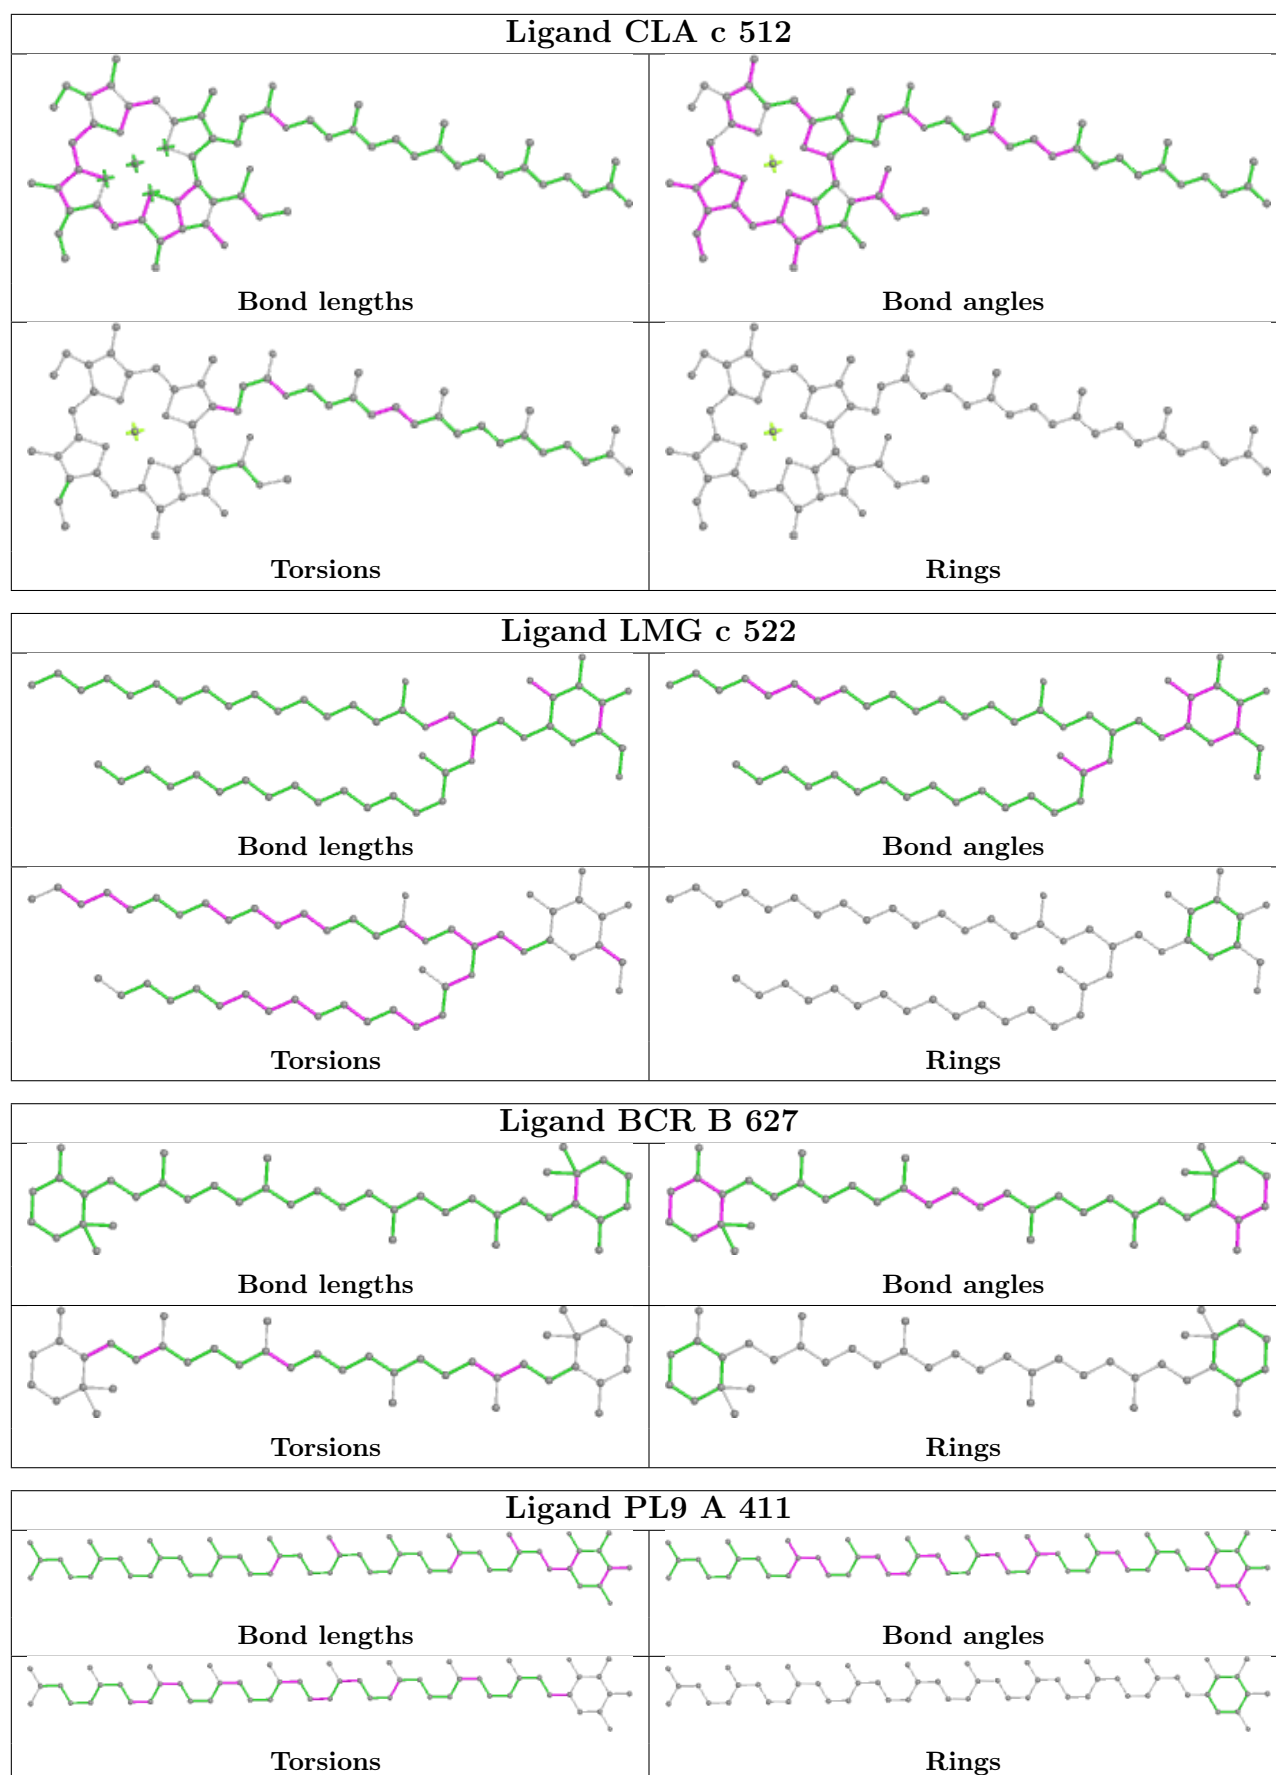 Ligand CLA c 512
Bond lengths
Bond angles
Torsions
Rings
Ligand LMG c 522
Bond lengths
Bond angles
Torsions
Rings
Ligand BCR B 627
Bond lengths
Bond angles
Torsions
Rings
Ligand PL9 A 411
Bond lengths
Bond angles
Torsions
Rings